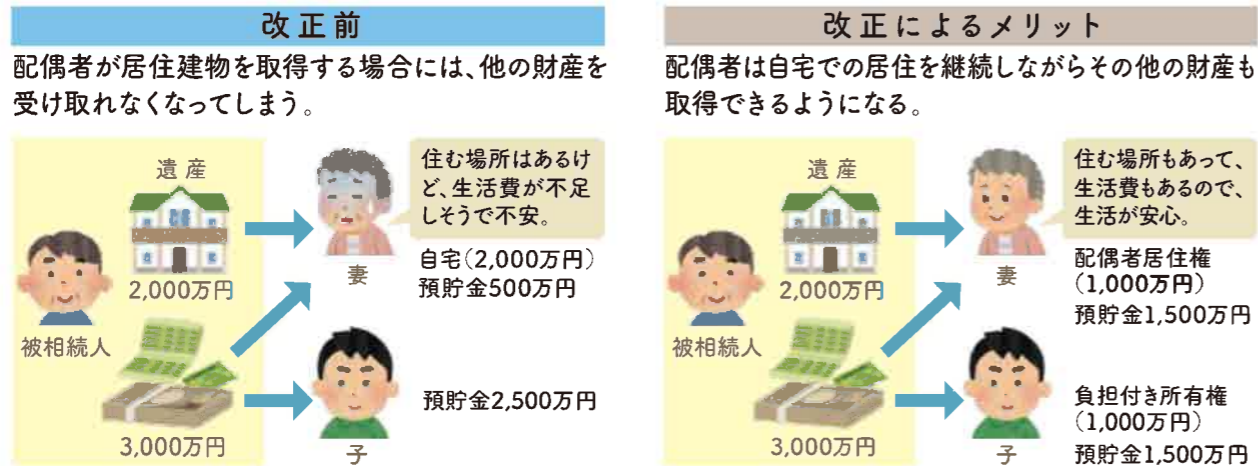 改正前
配偶者が居住建物を取得する場合には、他の財産を
受け取れなくなってしまう。
遺産
2,000万円
被相続人
3,000万円
住む場所はあるけ
ど、生活費が不足
しそうで不安。
妻
自宅（2,000万円）
預貯金500万円
子
預貯金2,500万円
改正によるメリット
配偶者は自宅での居住を継続しながらその他の財産も
取得できるようになる。
遺産
2,000万円
被相続人
3,000万円
住む場所もあって、
生活費もあるので、
生活が安心。
妻
配偶者居住権
（1,000万円）
預貯金1,500万円
子
負担付き所有権
（1,000万円）
預貯金1,500万円